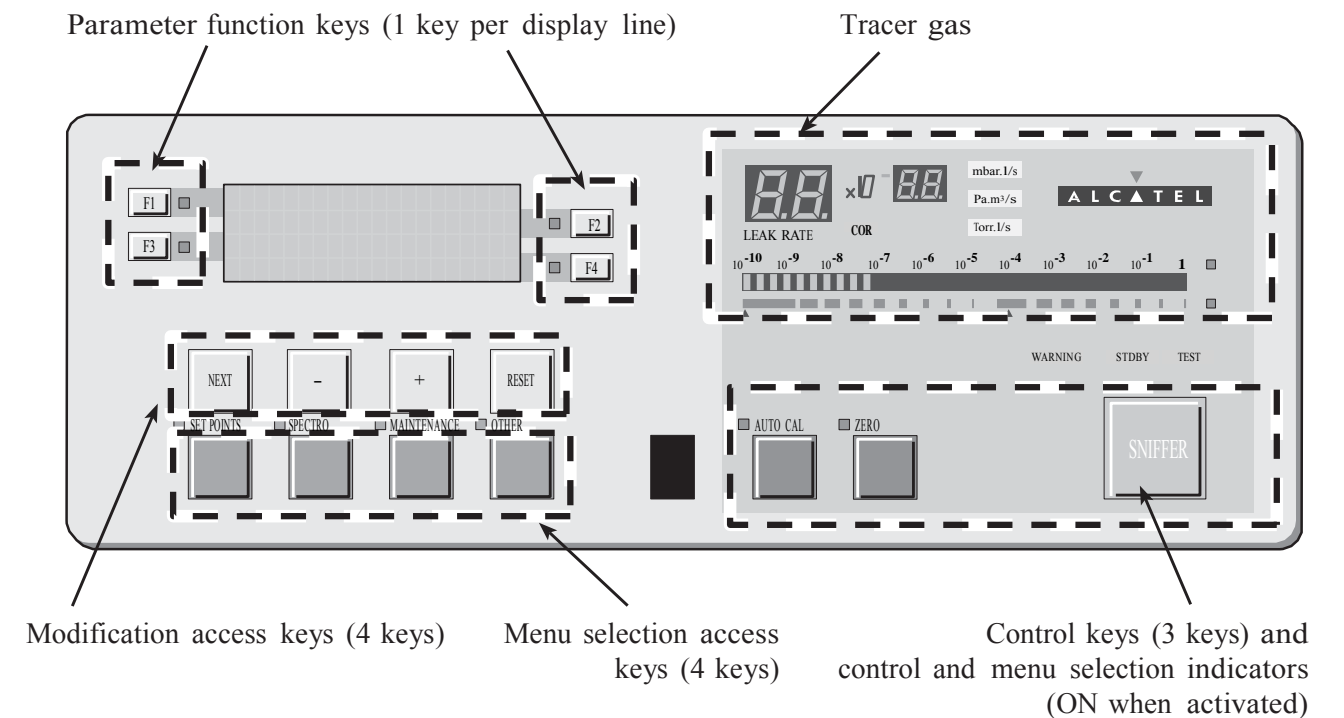 Parameter function keys (1 key per display line)
Tracer gas
F1
F3
F2
F4
88
x10
-88
LEAK RATE
COR
mbar.l/s
Pa.m³/s
Torr.l/s
ALCATEL
10-10 10-9 10-8 10-7 10-6 10-5 10-4 10-3 10-2 10-1 1
WARNING STDBY TEST
NEXT - + RESET
SET POINTS SPECTRO MAINTENANCE OTHER
AUTO CAL ZERO
SNIFFER
Modification access keys (4 keys)
Menu selection access
keys (4 keys)
Control keys (3 keys) and
control and menu selection indicators
(ON when activated)